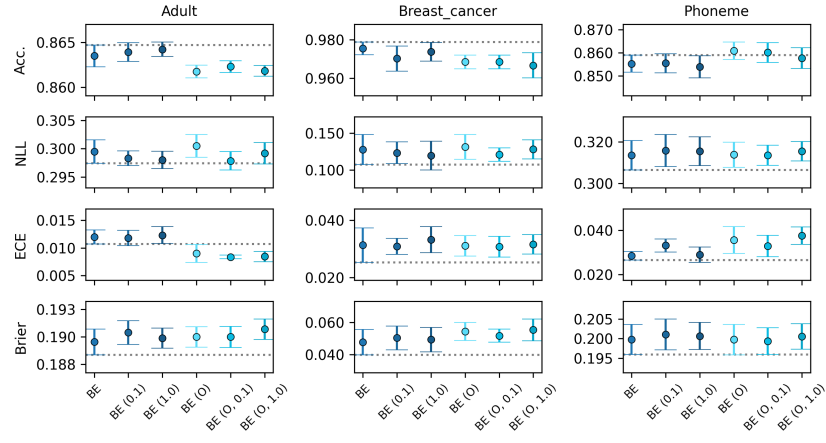 Adult Breast_cancer Phoneme
Acc. 0.865 0.860 0.980 0.960 0.870 0.860 0.850
NLL 0.305 0.300 0.295 0.150 0.100 0.320 0.300
ECE 0.015 0.010 0.005 0.040 0.020 0.040 0.020
Brier 0.193 0.190 0.188 0.060 0.040 0.205 0.200 0.195
BE BE (0.1) BE (1.0) BE (O) BE (O, 0.1) BE (O, 1.0) BE BE (0.1) BE (1.0) BE (O) BE (O, 0.1) BE (O, 1.0) BE BE (0.1) BE (1.0) BE (O) BE (O, 0.1) BE (O, 1.0)